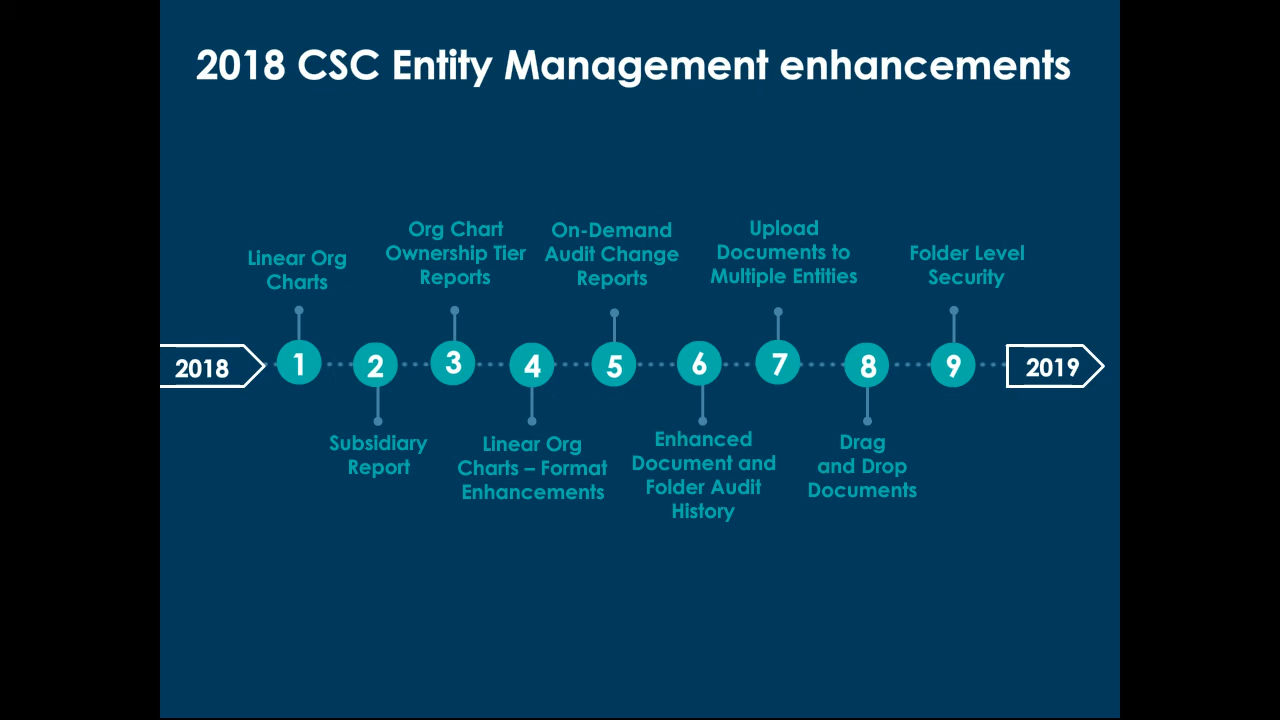 2018 CSC Entity Management enhancements
Linear Org
Charts
Org Chart
Ownership Tier
Reports
On-Demand
Audit Change
Reports
Upload
Documents to
Multiple Entities
Folder Level
Security
2018
1
2
3
4
5
6
7
8
9
2019
Subsidiary
Report
Linear Org
Charts – Format
Enhancements
Enhanced
Document and
Folder Audit
History
Drag
and Drop
Documents